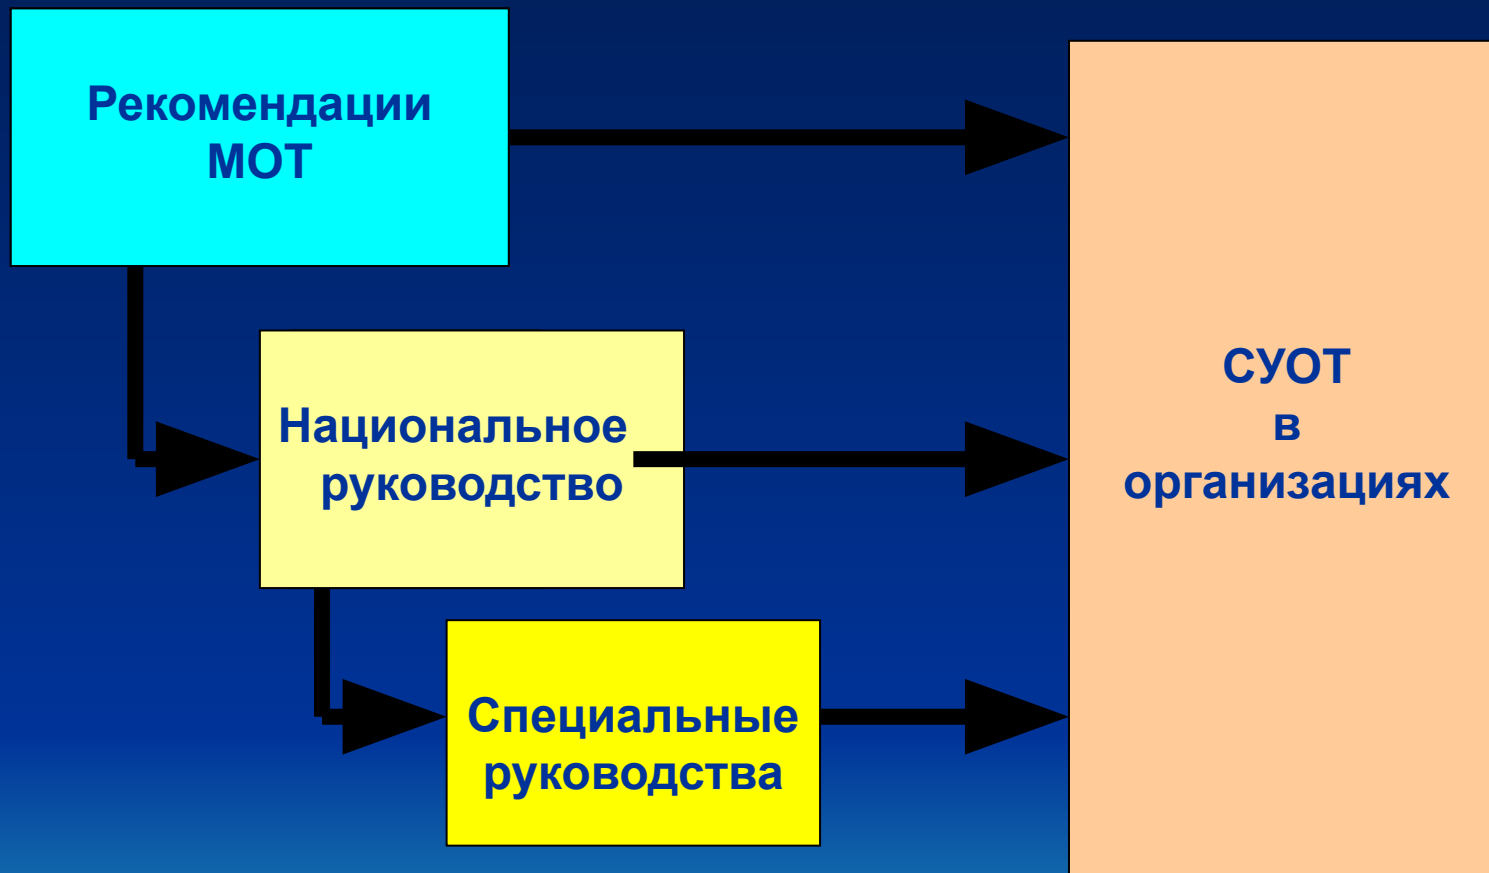 Рекомендации
МОТ
Национальное
руководство
Специальные
руководства
СУОТ
в
организациях